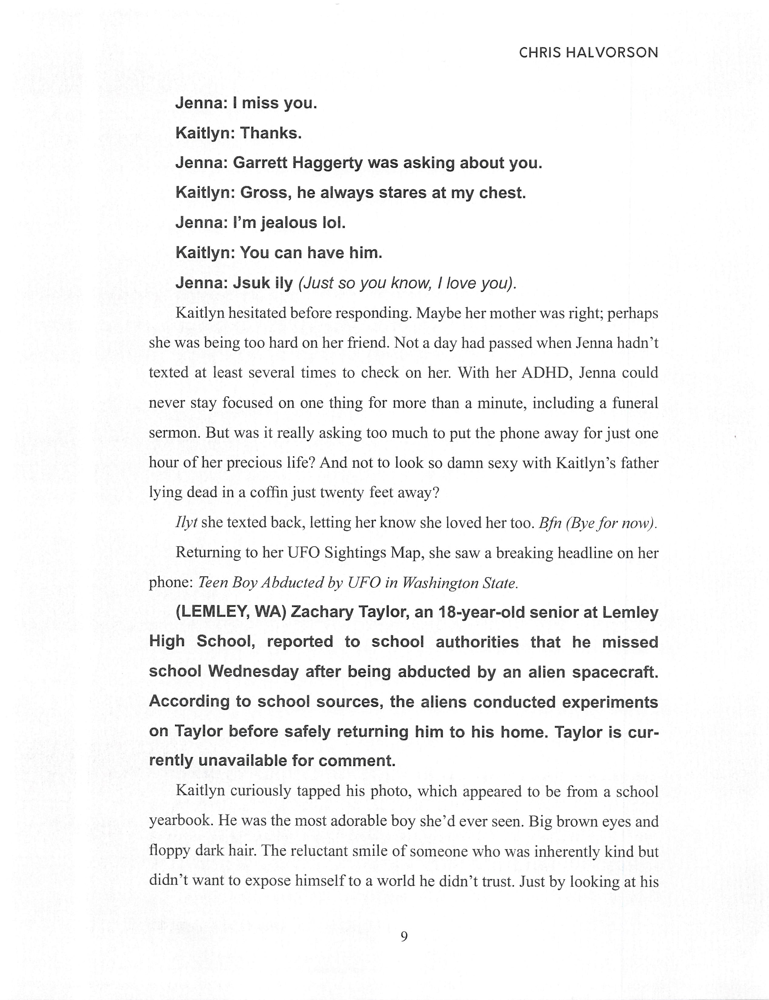 CHRIS HALVORSON
Jenna: I miss you.
Kaitlyn: Thanks.
Jenna: Garrett Haggerty was asking about you.
Kaitlyn: Gross, he always stares at my chest.
Jenna: I’m jealous lol.
Kaitlyn: You can have him.
Jenna: Jsuk ily (Just so you know, I love you).
Kaitlyn hesitated before responding. Maybe her mother was right; perhaps
she was being too hard on her friend. Not a day had passed when Jenna hadn’t
texted at least several times to check on her. With her ADHD, Jenna could
never stay focused on one thing for more than a minute, including a funeral
sermon. But was it really asking too much to put the phone away for just one
hour of her precious life? And not to look so damn sexy with Kaitlyn’s father
lying dead in a coffin just twenty feet away?
Ilyt she texted back, letting her know she loved her too. Bfn (Bye for now).
Returning to her UFO Sightings Map, she saw a breaking headline on her
phone: Teen Boy Abducted by UFO in Washington State.
(LEMLEY, WA) Zachary Taylor, an 18-year-old senior at Lemley
High School, reported to school authorities that he missed
school Wednesday after being abducted by an alien spacecraft.
According to school sources, the aliens conducted experiments
on Taylor before safely returning him to his home. Taylor is cur-
rently unavailable for comment.
Kaitlyn curiously tapped his photo, which appeared to be from a school
yearbook. He was the most adorable boy she’d ever seen. Big brown eyes and
floppy dark hair. The reluctant smile of someone who was inherently kind but
didn’t want to expose himself to a world he didn’t trust. Just by looking at his
9